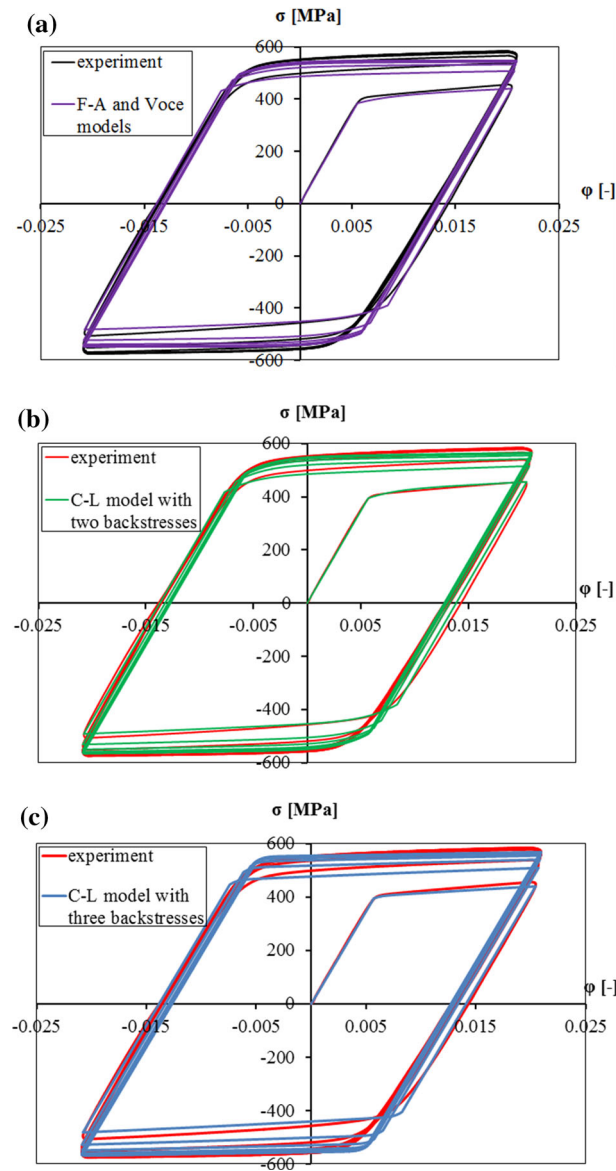 (a)
σ [MPa]
600
experiment
F-A and Voce
models
400
200
0
φ [-]
-0.025
-0.015
-0.005
0.005
0.015
0.025
-200
-400
-600
(b)
σ [MPa]
600
experiment
C-L model with
two backstresses
400
200
0
φ [-]
-0.025
-0.015
-0.005
0.005
0.015
0.025
-200
-400
-600
(c)
σ [MPa]
600
experiment
C-L model with
three backstresses
400
200
0
φ [-]
-0.025
-0.015
-0.005
0.005
0.015
0.025
-200
-400
-600